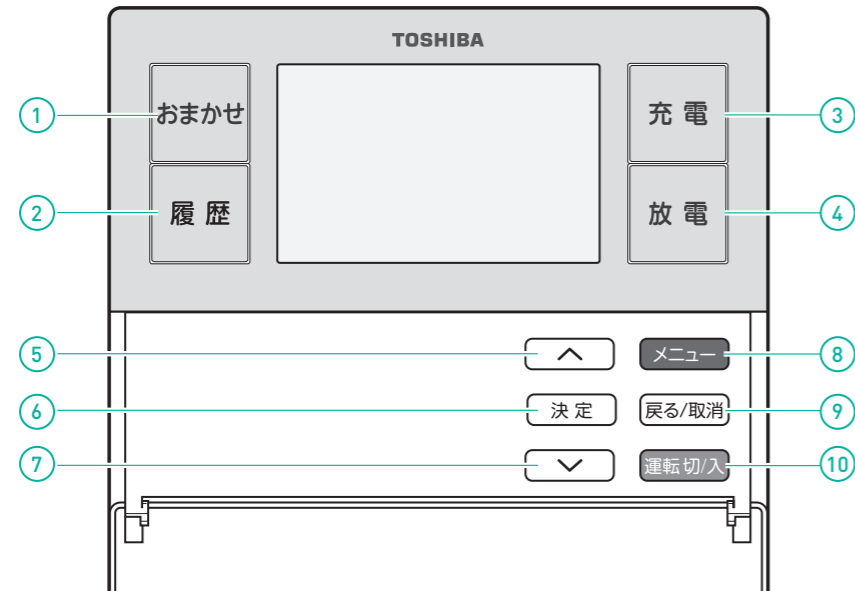 TOSHIBA
1 おまかせ 充電 3
2 履歴 放電 4
5 メニュー 8
6 決定 戻る/取消 9
7 運転切/入 10